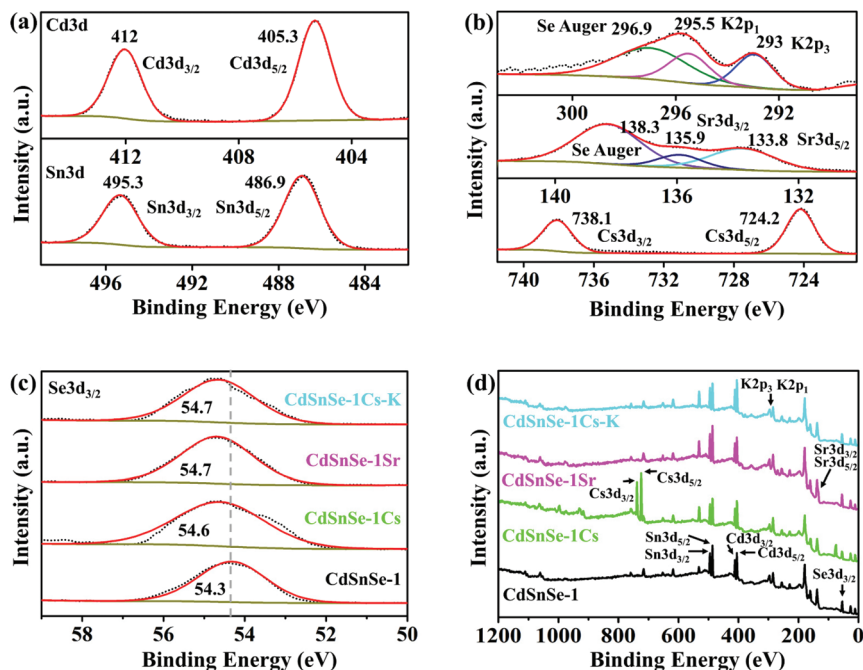 (a)
Cd3d
412
Cd3d3/2
405.3
Cd3d5/2
412 408 404
Sn3d
495.3
Sn3d3/2
486.9
Sn3d5/2
496 492 488 484
Binding Energy (eV)
Intensity (a.u.)
(b)
Se Auger 296.9
295.5 K2p1
293 K2p3
300 296 292
Sr3d3/2
138.3
135.9
133.8 Sr3d5/2
Se Auger
140 136 132
738.1
Cs3d3/2
724.2
Cs3d5/2
740 736 732 728 724
Binding Energy (eV)
Intensity (a.u.)
(c)
Se3d3/2
CdSnSe-1Cs-K
54.7
CdSnSe-1Sr
54.7
CdSnSe-1Cs
54.6
CdSnSe-1
54.3
58 56 54 52 50
Binding Energy (eV)
Intensity (a.u.)
(d)
K2p3 K2p1
CdSnSe-1Cs-K
CdSnSe-1Sr
Sr3d3/2
Sr3d5/2
Cs3d5/2
Cs3d3/2
CdSnSe-1Cs
Sn3d5/2
Sn3d3/2
Cd3d3/2
Cd3d5/2
Se3d3/2
CdSnSe-1
1200 1000 800 600 400 200 0
Binding Energy (eV)
Intensity (a.u.)